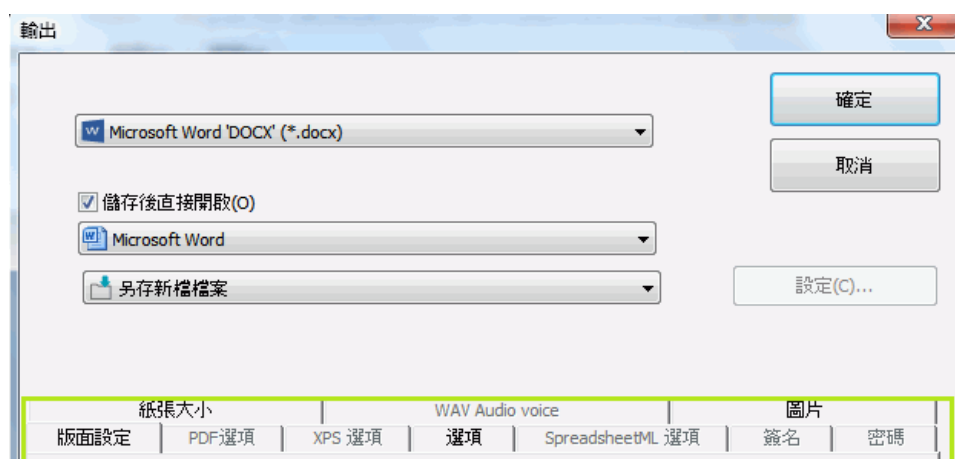 輸出
X
確定
Microsoft Word 'DOCX' (*.docx)
取消
儲存後直接開啟(O)
Microsoft Word
另存新檔檔案
設定(C)...
紙張大小 WAV Audio voice 圖片
版面設定 PDF選項 XPS 選項 選項 SpreadsheetML 選項 簽名 密碼